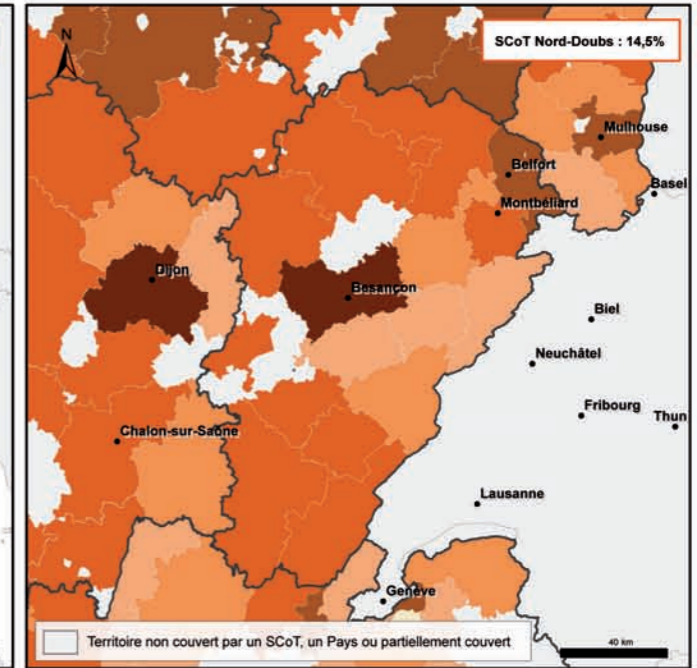 N
SCoT Nord-Doubs : 14,5%
Mulhouse
Belfort
Basel
Montbéliard
Dijon
Besançon
Biel
Neuchâtel
Fribourg
Thun
Chalon-sur-Saône
Lausanne
Genève
Territoire non couvert par un SCoT, un Pays ou partiellement couvert
40 km